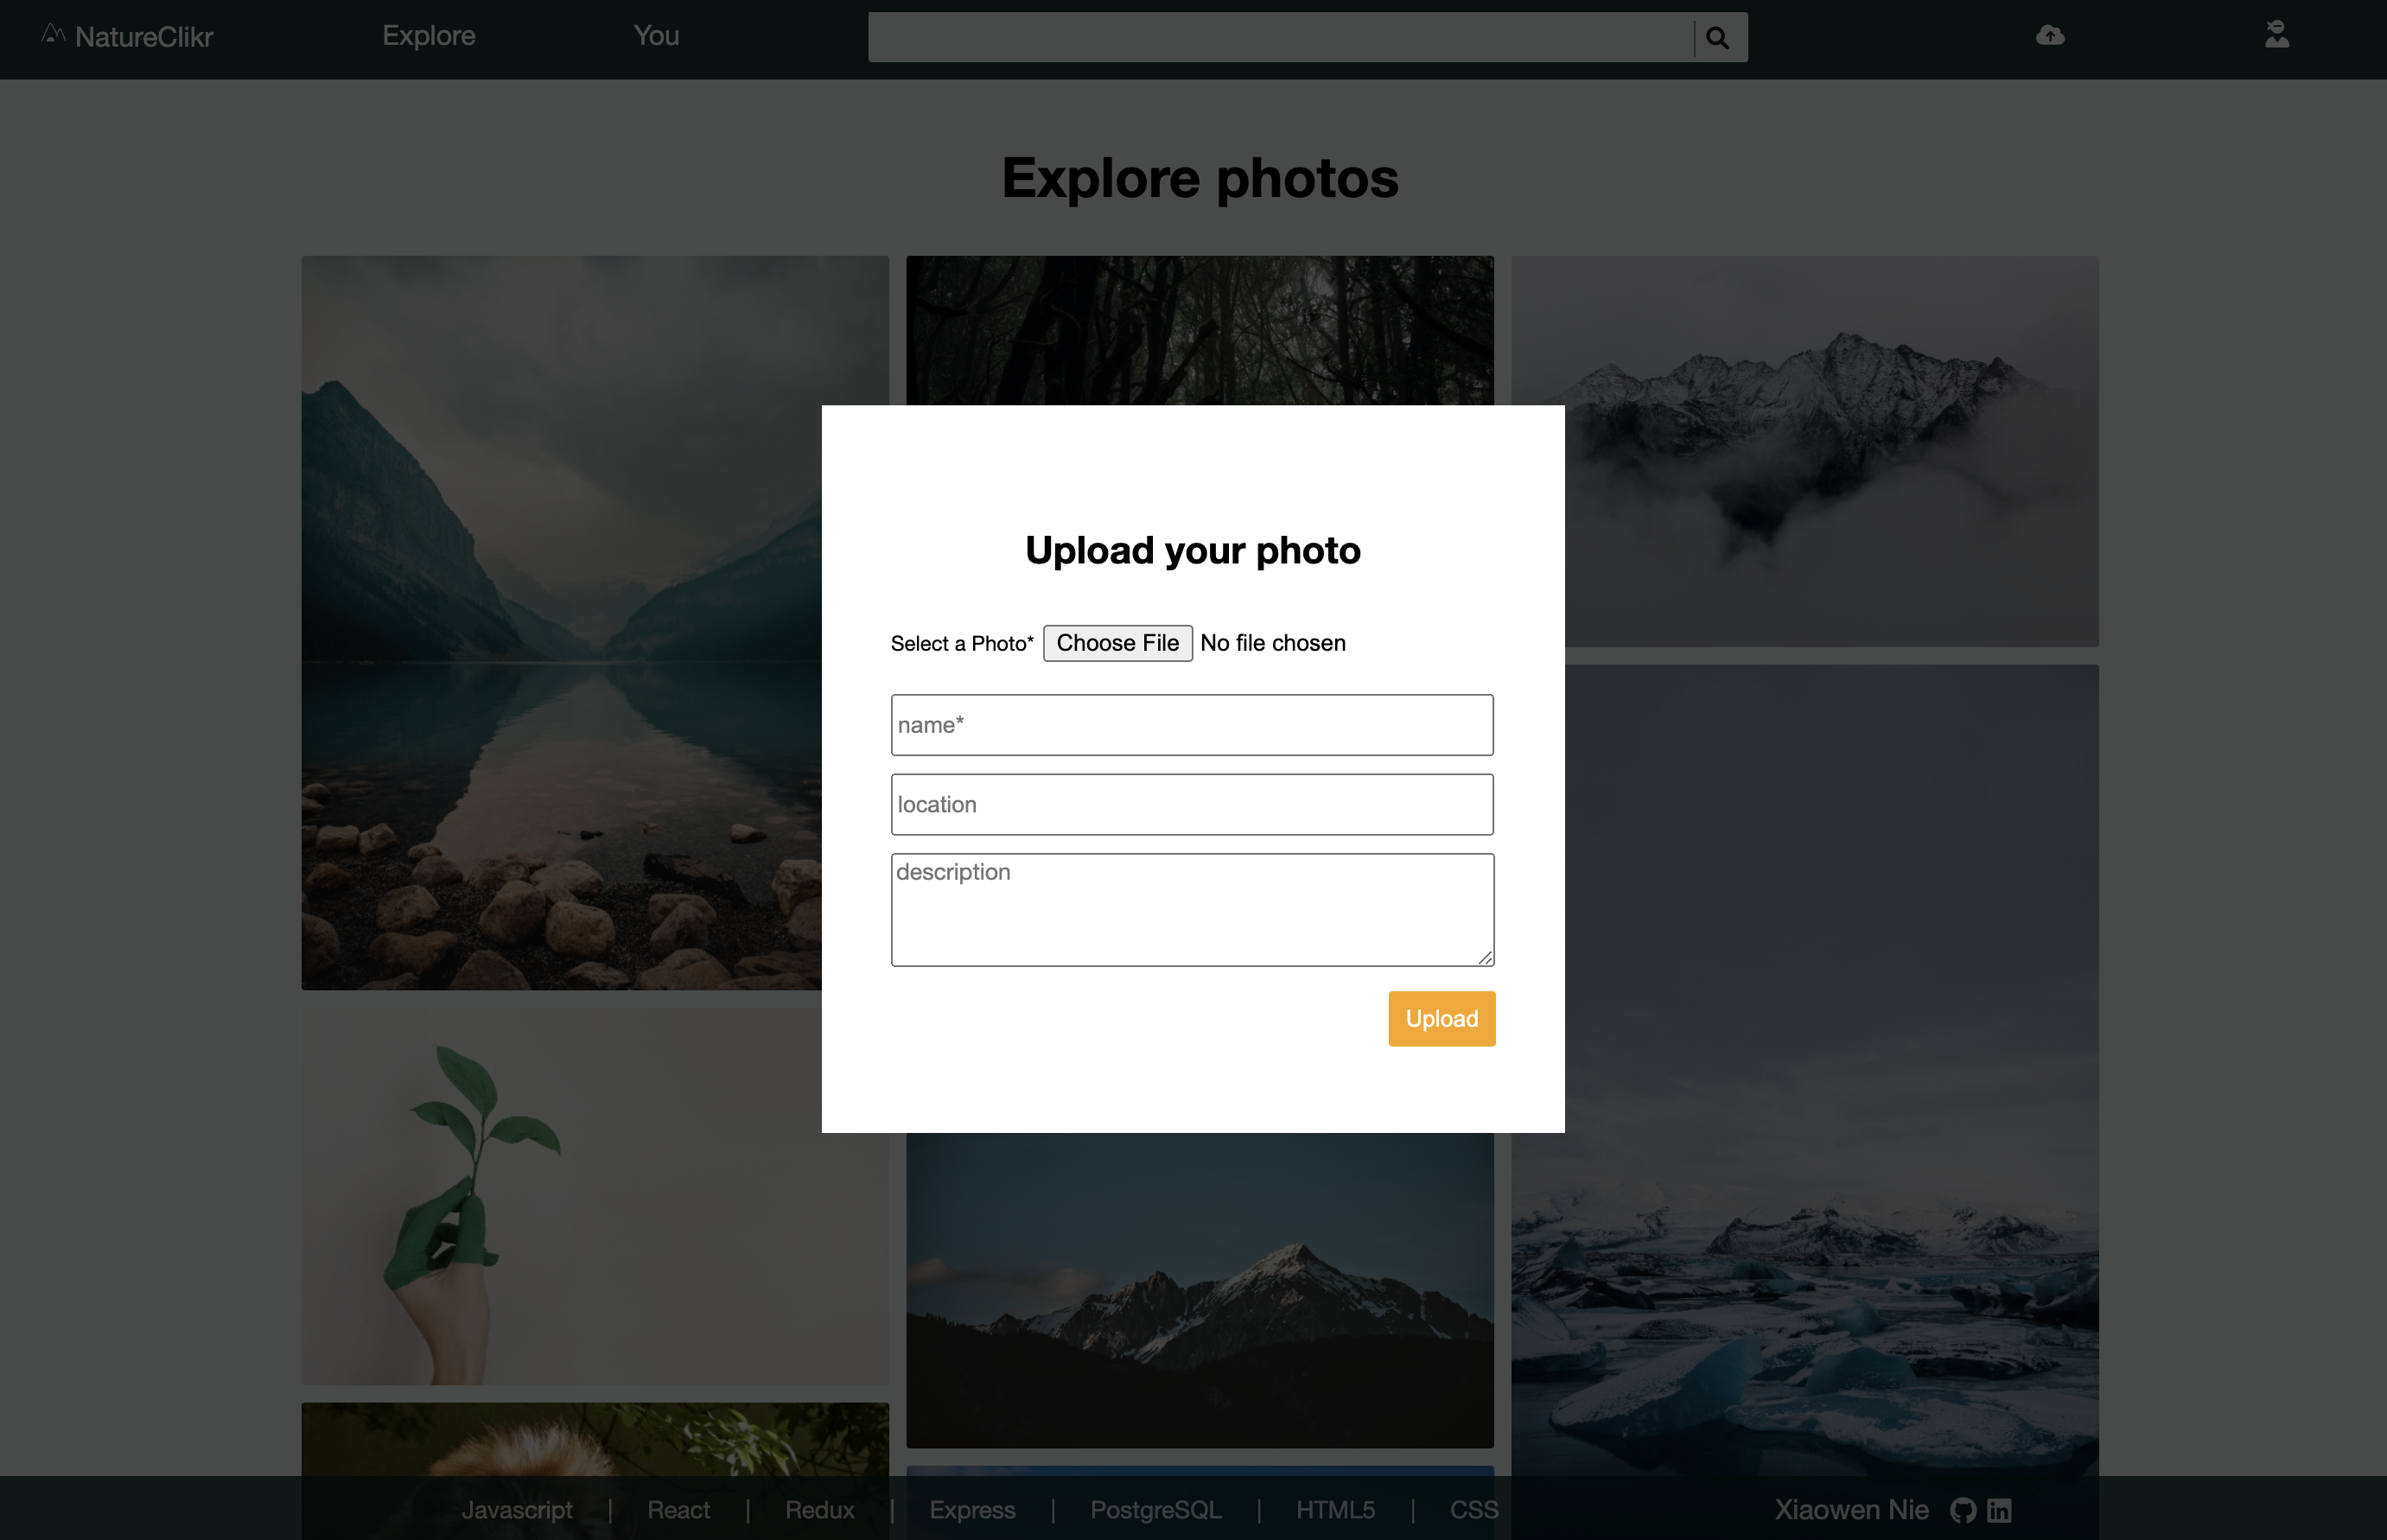 NatureClikr Explore You
Explore photos
Upload your photo
Select a Photo* Choose File No file chosen
name*
location
description
Upload
Javascript | React | Redux | Express | PostgreSQL | HTML5 | CSS Xiaowen Nie